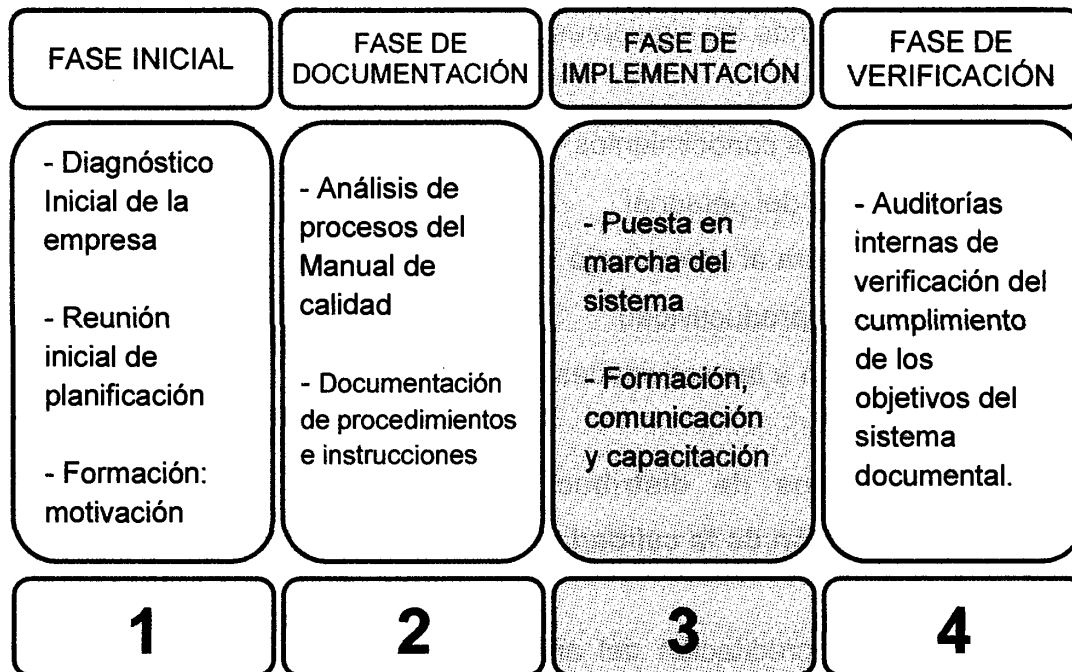 FASE INICIAL
- Diagnóstico
Inicial de la
empresa
- Reunión
inicial de
planificación
- Formación:
motivación
1
FASE DE
DOCUMENTACIÓN
- Análisis de
procesos del
Manual de
calidad
- Documentación
de procedimientos
e instrucciones
2
FASE DE
IMPLEMENTACIÓN
- Puesta en
marcha del
sistema
- Formación,
comunicación
y capacitación
3
FASE DE
VERIFICACIÓN
- Auditorías
internas de
verificación del
cumplimiento
de los
objetivos del
sistema
documental.
4